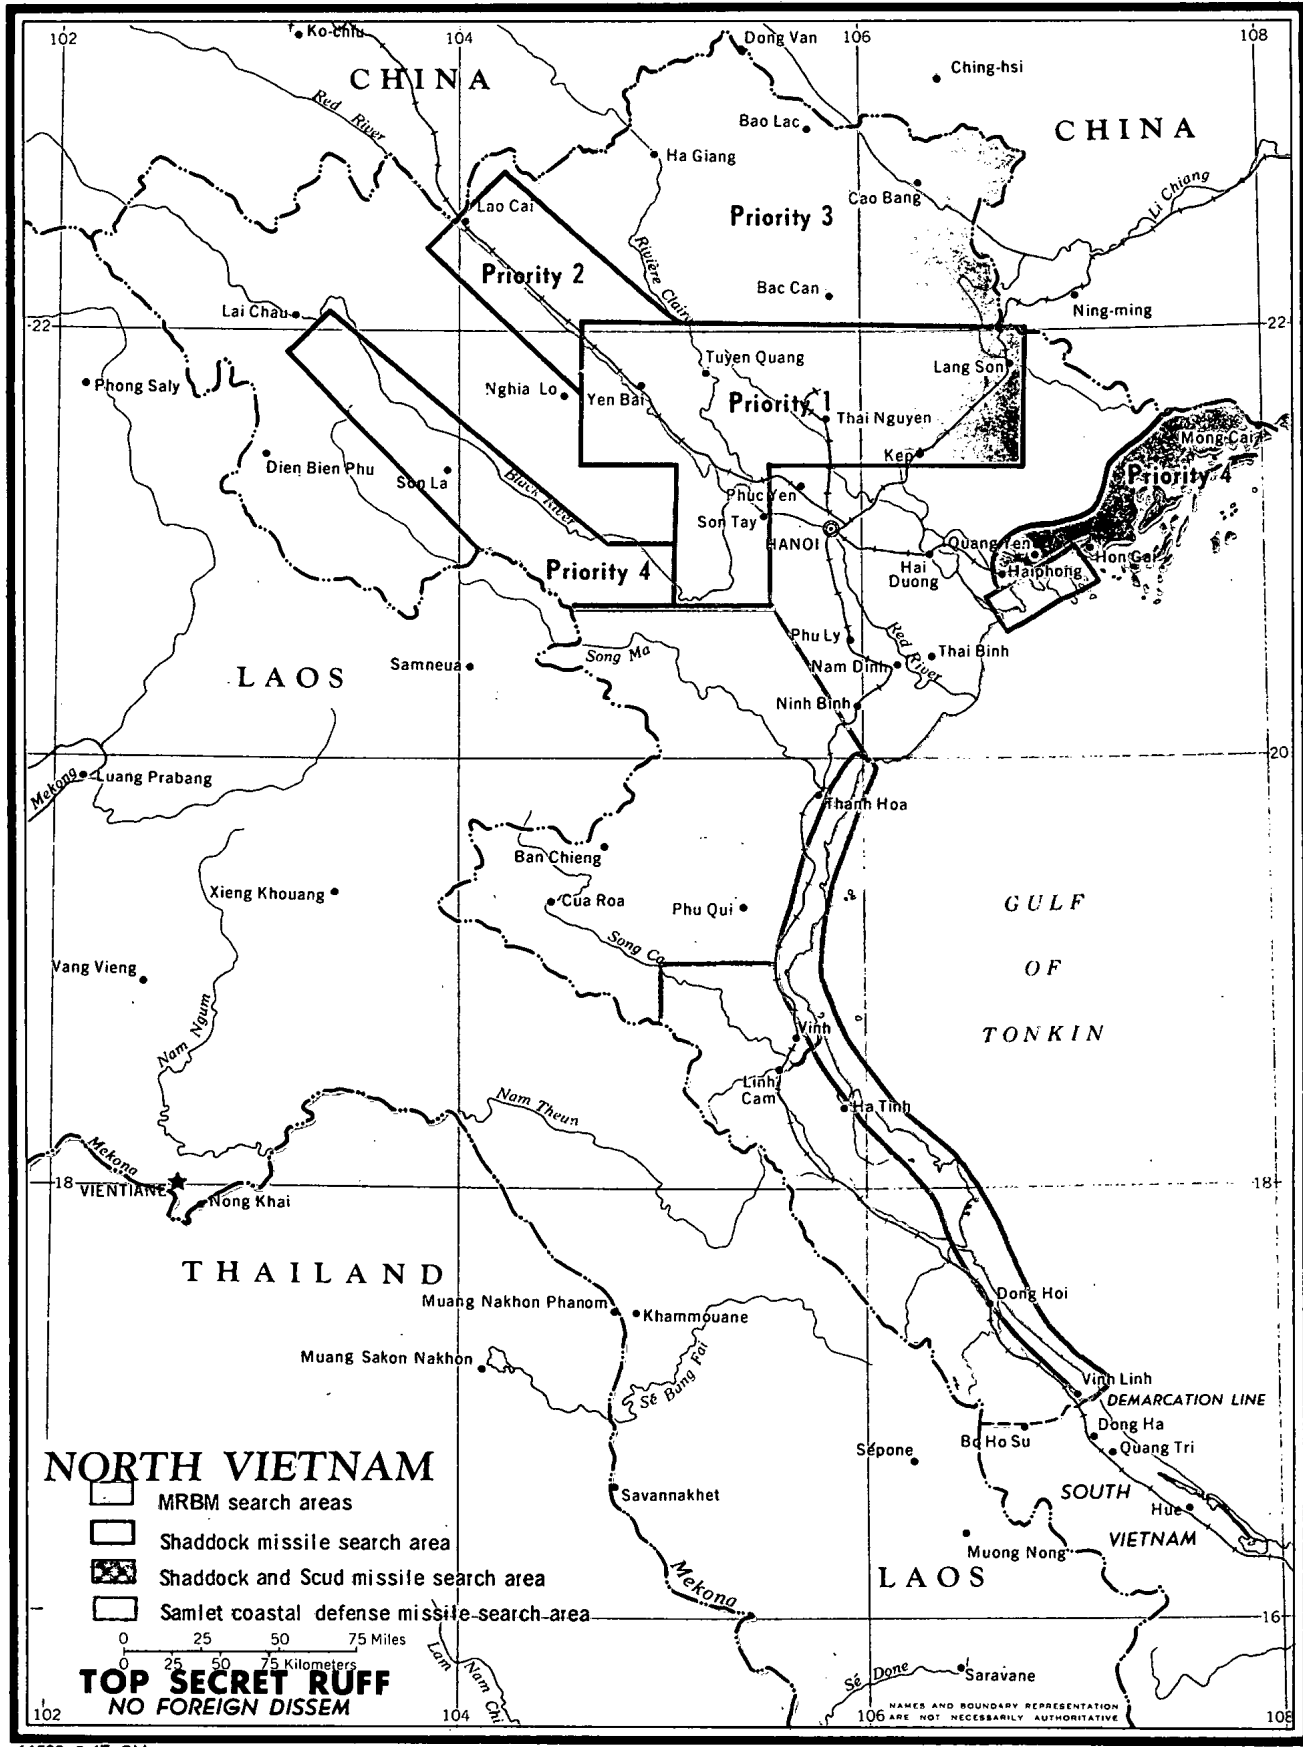 102
104
106
108
Ko-chiu
Dong Van
Ching-hsi
CHINA
Red River
Bao Lac
CHINA
Ha Giang
Li Chiang
Cao Bang
Lao Cai
Priority 3
Rivière Claire
Priority 2
Bac Can
Lai Chau
Ning-ming
22
22
Tuyen Quang
Lang Son
Phong Saly
Nghia Lo
Yen Bai
Priority 1
Thai Nguyen
Mong Cai
Kep
Dien Bien Phu
Son La
Black River
Priority 4
Phuc Yen
Son Tay
HANOI
Quang Yen
Hon Gai
Hai
Duong
Haiphong
Priority 4
Phu Ly
Red River
Thai Binh
Song Ma
Samneua
Nam Dinh
LAOS
Ninh Binh
20
Mekong
Luang Prabang
Thanh Hoa
Ban Chieng
Xieng Khouang
Cua Roa
Phu Qui
GULF
OF
TONKIN
Song Ca
Vang Vieng
Nam Ngum
Vinh
Linh
Cam
Ha Tinh
Nam Theun
Mekong
18
VIENTIANE
Nong Khai
18
THAILAND
Dong Hoi
Muang Nakhon Phanom
Khammouane
Muang Sakon Nakhon
Sé Bang Fai
Vinh Linh
DEMARCATION LINE
Dong Ha
Bo Ho Su
Quang Tri
Sépone
NORTH VIETNAM
MRBM search areas
Savannakhet
SOUTH
VIETNAM
Hue
Shaddock missile search area
Muong Nong
Shaddock and Scud missile search area
LAOS
Mekong
Samlet coastal defense missile search area
16
0 25 50 75 Miles
0 25 50 75 Kilometers
TOP SECRET RUFF
NO FOREIGN DISSEM
Lam
Nam Chi
Sé Done
Saravane
NAMES AND BOUNDARY REPRESENTATION
ARE NOT NECESSARILY AUTHORITATIVE
102
104
106
108